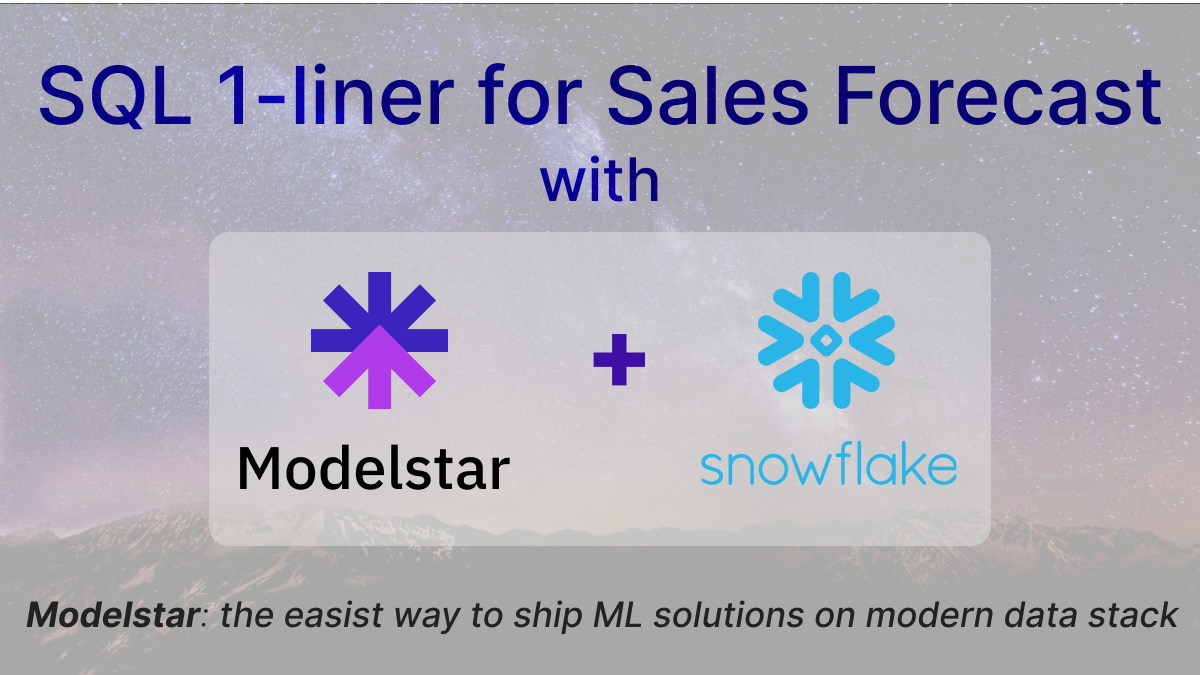 SQL 1-liner for Sales Forecast
with
Modelstar
+
snowflake
Modelstar: the easist way to ship ML solutions on modern data stack